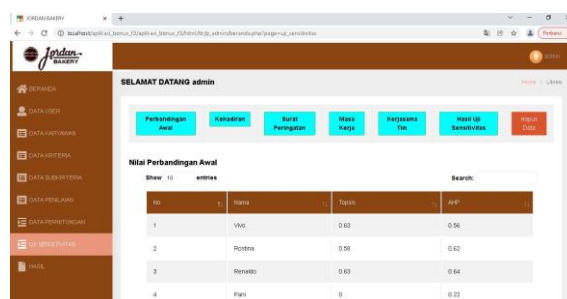 JORDAN BAKERY
localhost/aplikasi_bonus_f3/aplikasi_bonus_f3/html/ltr/p_admin/beranda.php?page=uji_sensitivitas
Perbarui
Jordan
BAKERY
admin
SELAMAT DATANG admin
Home
Library
BERANDA
DATA USER
DATA KARYAWAN
DATA KRITERIA
DATA SUBKRITERIA
DATA PENILAIAN
DATA PERHITUNGAN
UJI SENSITIVITAS
HASIL
Perbandingan
Awal
Kehadiran
Surat
Peringatan
Masa
Kerja
Kerjasama
Tim
Hasil Uji
Sensitivitas
Hapus
Data
Nilai Perbandingan Awal
Show 10 entries
Search:
No Nama Topsis AHP
1 Vivo 0.60 0.56
2 Rostina 0.58 0.62
3 Renaldo 0.63 0.64
4 Pani 0 0.22